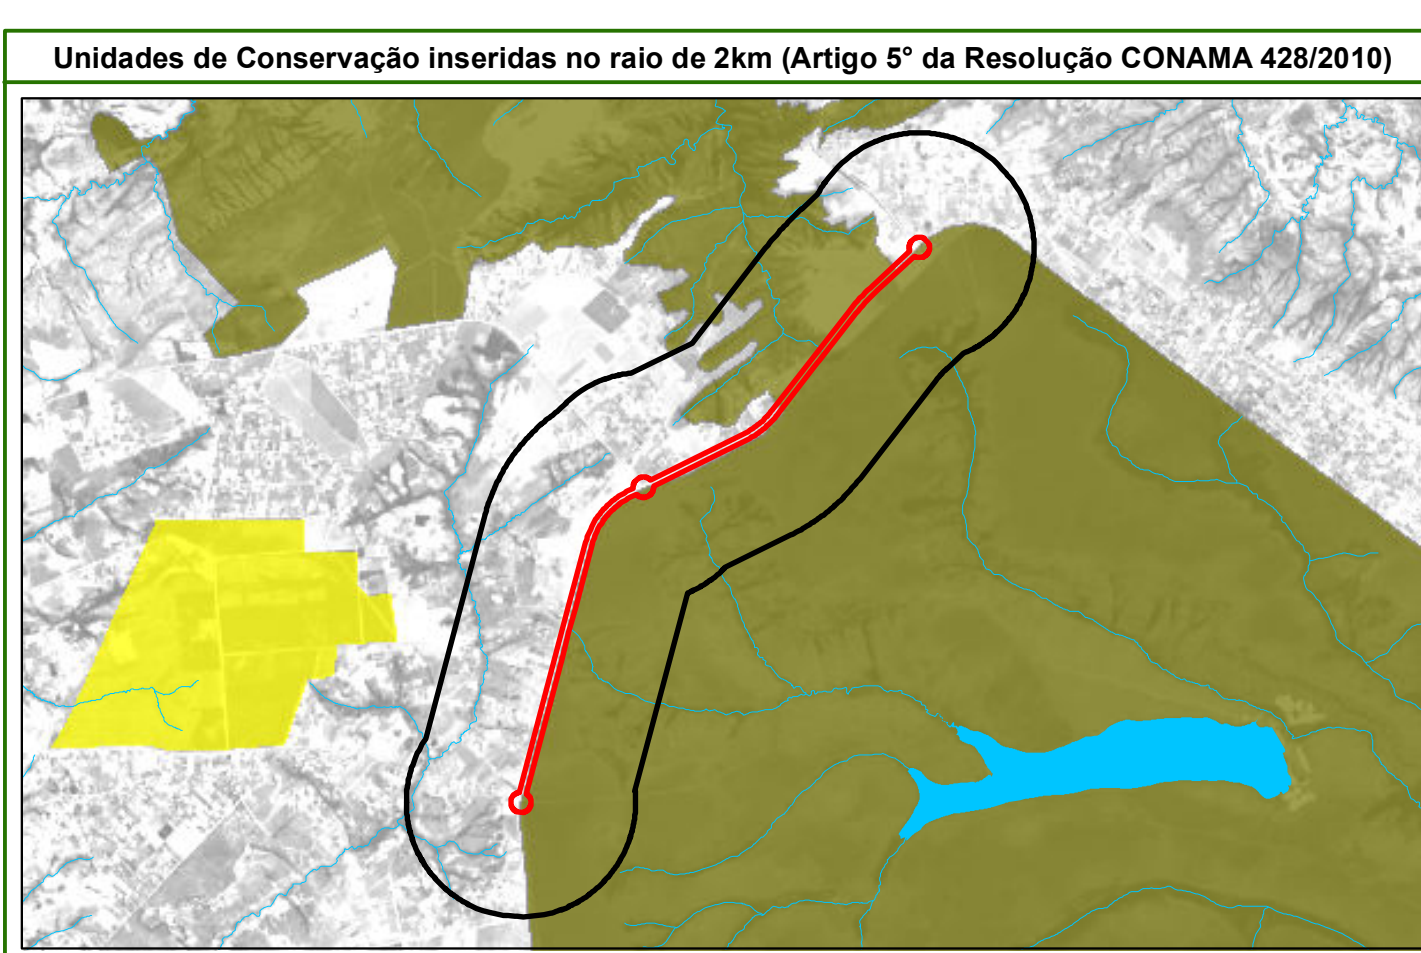 Unidades de Conservação inseridas no raio de 2km (Artigo 5° da Resolução CONAMA 428/2010)